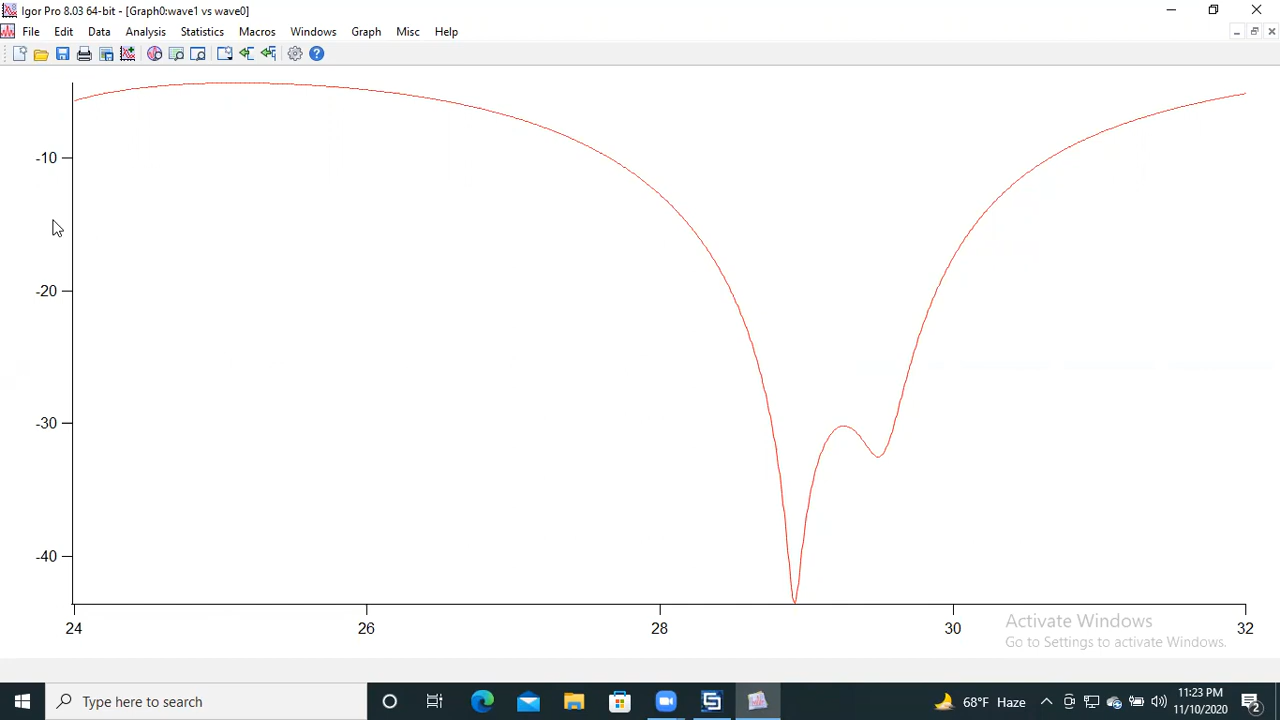 Igor Pro 8.03 64-bit - [Graph0:wave1 vs wave0]
File Edit Data Analysis Statistics Macros Windows Graph Misc Help
-10
-20
-30
-40
24 26 28 30 32
Activate Windows
Go to Settings to activate Windows.
Type here to search
68°F Haze
11:23 PM
11/10/2020
2